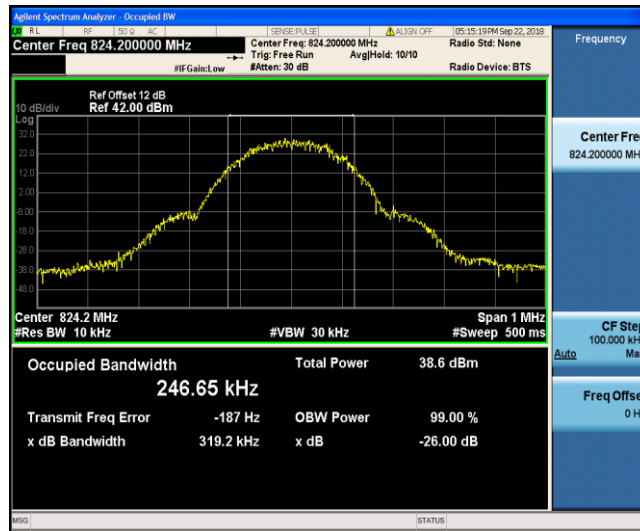 Agilent Spectrum Analyzer - Occupied BW
RL RF 50 Ω AC SENSE:PULSE ALIGN OFF 05:15:19PM Sep 22, 2018
Center Freq 824.200000 MHz Center Freq: 824.200000 MHz Radio Std: None Frequency
Trig: Free Run Avg|Hold: 10/10
#IFGain:Low #Atten: 30 dB Radio Device: BTS
Ref Offset 12 dB
10 dB/div Ref 42.00 dBm
Log
32.0
22.0
12.0
2.00
-8.00
-18.0
-28.0
-38.0
-48.0
Center Fre
824.200000 MH
Center 824.2 MHz Span 1 MHz
#Res BW 10 kHz #VBW 30 kHz #Sweep 500 ms
CF Step
100.000 kH
Auto Ma
Occupied Bandwidth Total Power 38.6 dBm
246.65 kHz
Transmit Freq Error -187 Hz OBW Power 99.00 %
x dB Bandwidth 319.2 kHz x dB -26.00 dB
Freq Offse
0 H
MSG STATUS